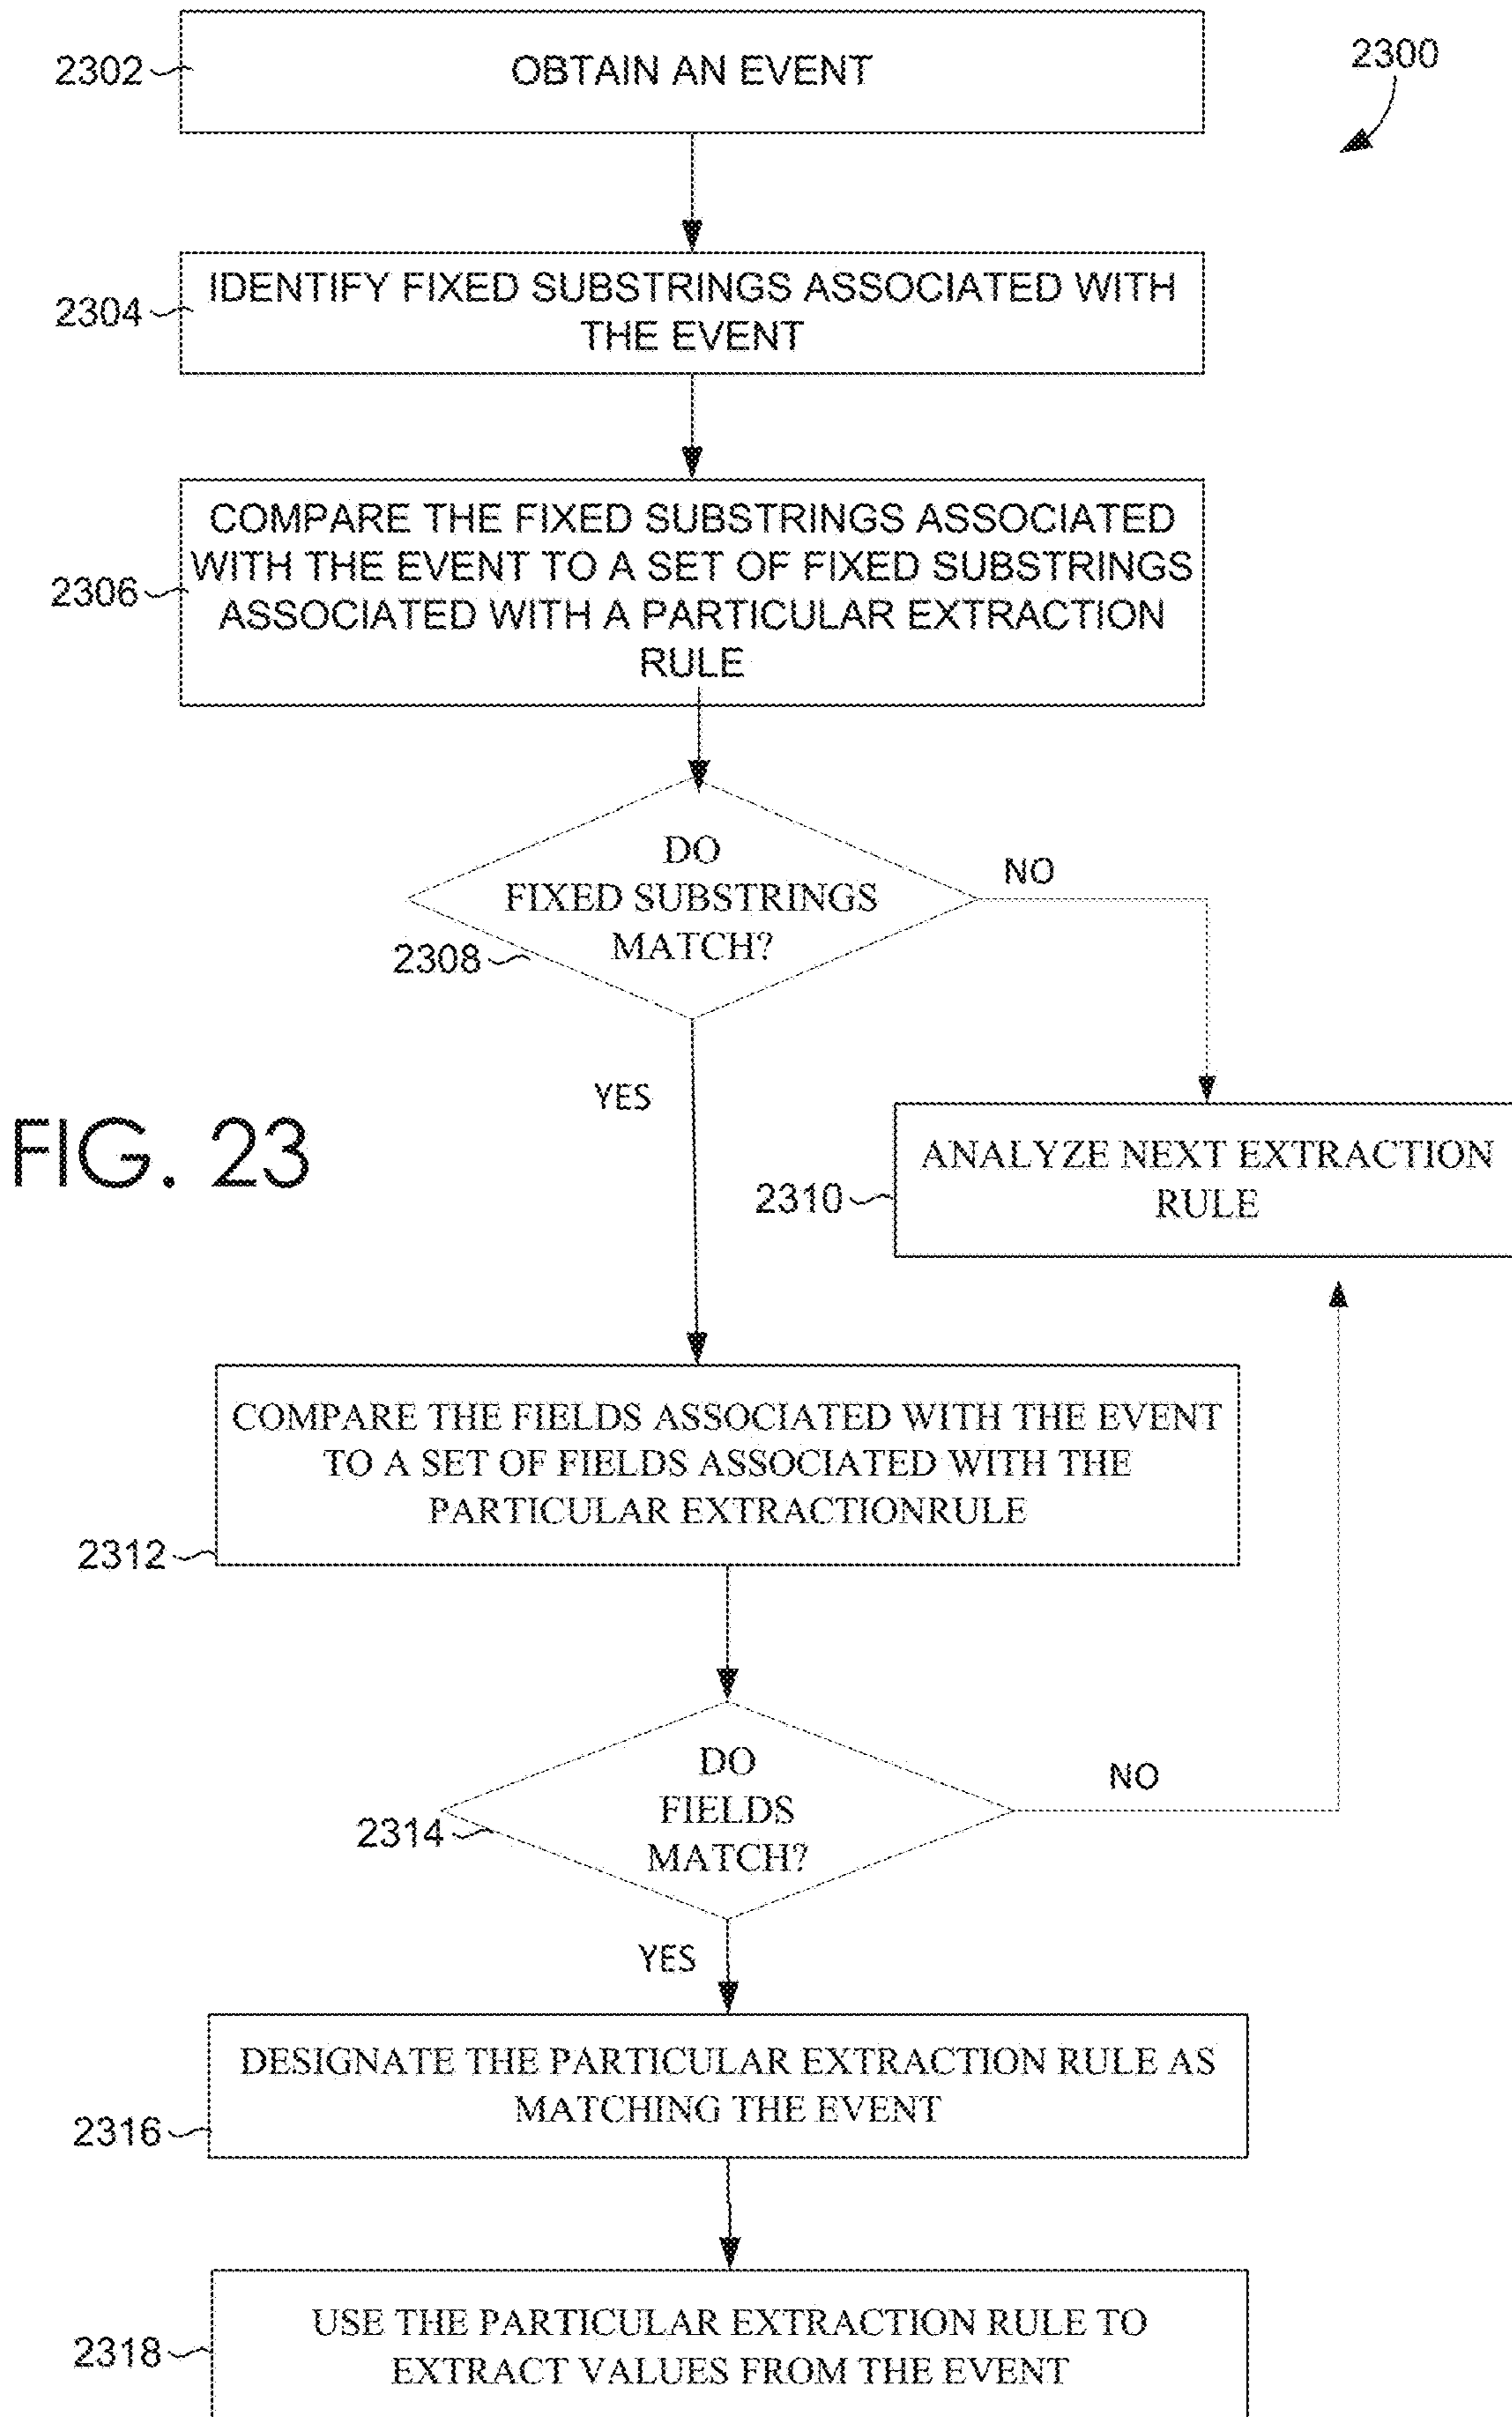 2302
OBTAIN AN EVENT
2300
2304
IDENTIFY FIXED SUBSTRINGS ASSOCIATED WITH
THE EVENT
2306
COMPARE THE FIXED SUBSTRINGS ASSOCIATED
WITH THE EVENT TO A SET OF FIXED SUBSTRINGS
ASSOCIATED WITH A PARTICULAR EXTRACTION
RULE
DO
FIXED SUBSTRINGS
MATCH?
2308
NO
YES
FIG. 23
ANALYZE NEXT EXTRACTION
RULE
2310
COMPARE THE FIELDS ASSOCIATED WITH THE EVENT
TO A SET OF FIELDS ASSOCIATED WITH THE
PARTICULAR EXTRACTIONRULE
2312
DO
FIELDS
MATCH?
2314
NO
YES
DESIGNATE THE PARTICULAR EXTRACTION RULE AS
MATCHING THE EVENT
2316
USE THE PARTICULAR EXTRACTION RULE TO
EXTRACT VALUES FROM THE EVENT
2318